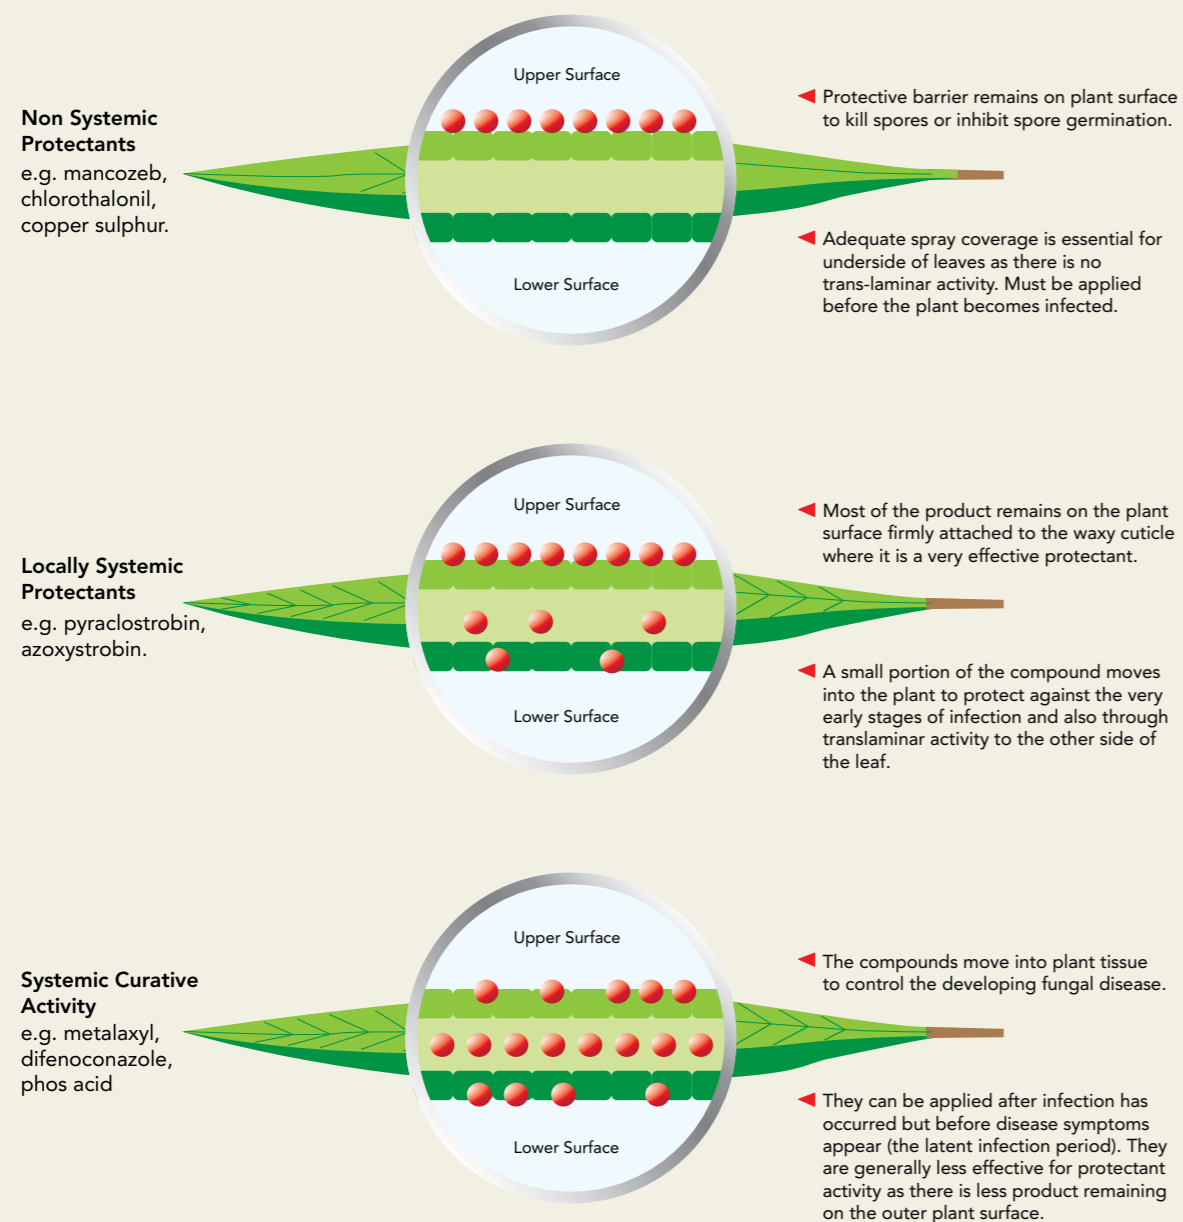 Non Systemic
Protectants
e.g. mancozeb,
chlorothalonil,
copper sulphur.
Upper Surface
Lower Surface
Protective barrier remains on plant surface
to kill spores or inhibit spore germination.
Adequate spray coverage is essential for
underside of leaves as there is no
trans-laminar activity. Must be applied
before the plant becomes infected.
Locally Systemic
Protectants
e.g. pyraclostrobin,
azoxystrobin.
Upper Surface
Lower Surface
Most of the product remains on the plant
surface firmly attached to the waxy cuticle
where it is a very effective protectant.
A small portion of the compound moves
into the plant to protect against the very
early stages of infection and also through
translaminar activity to the other side of
the leaf.
Systemic Curative
Activity
e.g. metalaxyl,
difenoconazole,
phos acid
Upper Surface
Lower Surface
The compounds move into plant tissue
to control the developing fungal disease.
They can be applied after infection has
occurred but before disease symptoms
appear (the latent infection period). They
are generally less effective for protectant
activity as there is less product remaining
on the outer plant surface.